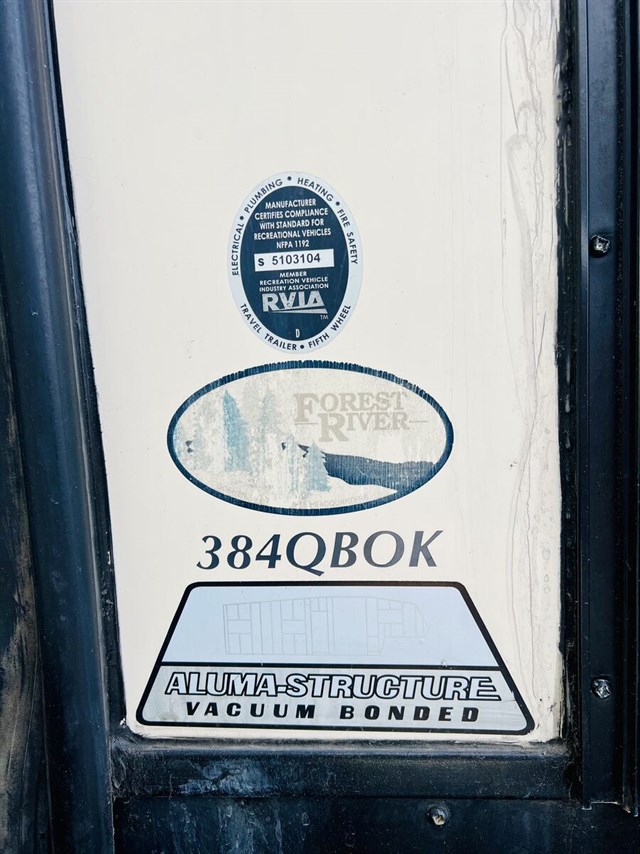 ELECTRICAL • PLUMBING • HEATING • FIRE SAFETY
MANUFACTURER
CERTIFIES COMPLIANCE
WITH STANDARD FOR
RECREATIONAL VEHICLES
NFPA 1192
S 5103104
MEMBER
RECREATION VEHICLE
INDUSTRY ASSOCIATION
RVIA
TM
D
TRAVEL TRAILER • FIFTH WHEEL
FOREST
RIVER
384QBOK
ALUMA-STRUCTURE
VACUUM BONDED